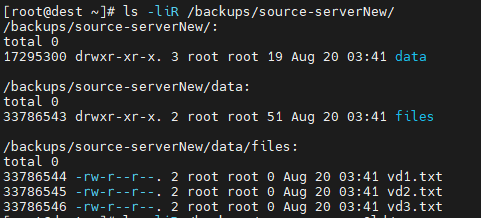 [root@dest ~]# ls -liR /backups/source-serverNew/
/backups/source-serverNew/:
total 0
17295300 drwxr-xr-x. 3 root root 19 Aug 20 03:41 data

/backups/source-serverNew/data:
total 0
33786543 drwxr-xr-x. 2 root root 51 Aug 20 03:41 files

/backups/source-serverNew/data/files:
total 0
33786544 -rw-r--r--. 2 root root 0 Aug 20 03:41 vd1.txt
33786545 -rw-r--r--. 2 root root 0 Aug 20 03:41 vd2.txt
33786546 -rw-r--r--. 2 root root 0 Aug 20 03:41 vd3.txt